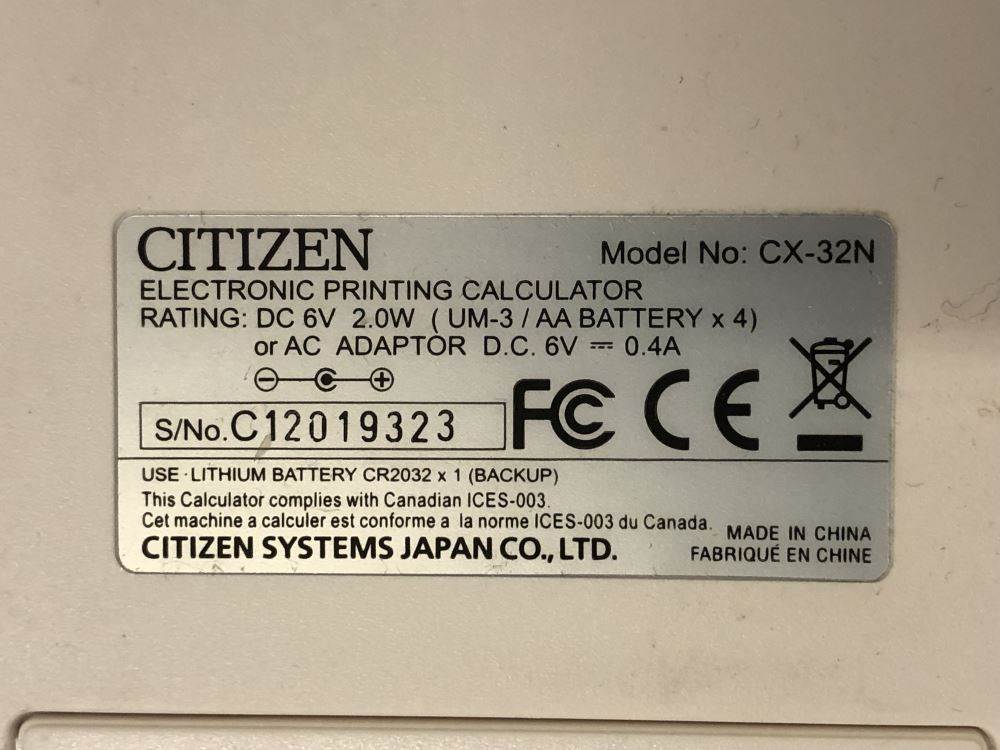 CITIZEN
Model No: CX-32N
ELECTRONIC PRINTING CALCULATOR
RATING: DC 6V 2.0W ( UM-3 / AA BATTERY x 4)
or AC ADAPTOR D.C. 6V ⎓ 0.4A
S/No. C12019323
FC CE
USE · LITHIUM BATTERY CR2032 x 1 (BACKUP)
This Calculator complies with Canadian ICES-003.
Cet machine a calculer est conforme a la norme ICES-003 du Canada.
CITIZEN SYSTEMS JAPAN CO., LTD.
MADE IN CHINA
FABRIQUÉ EN CHINE